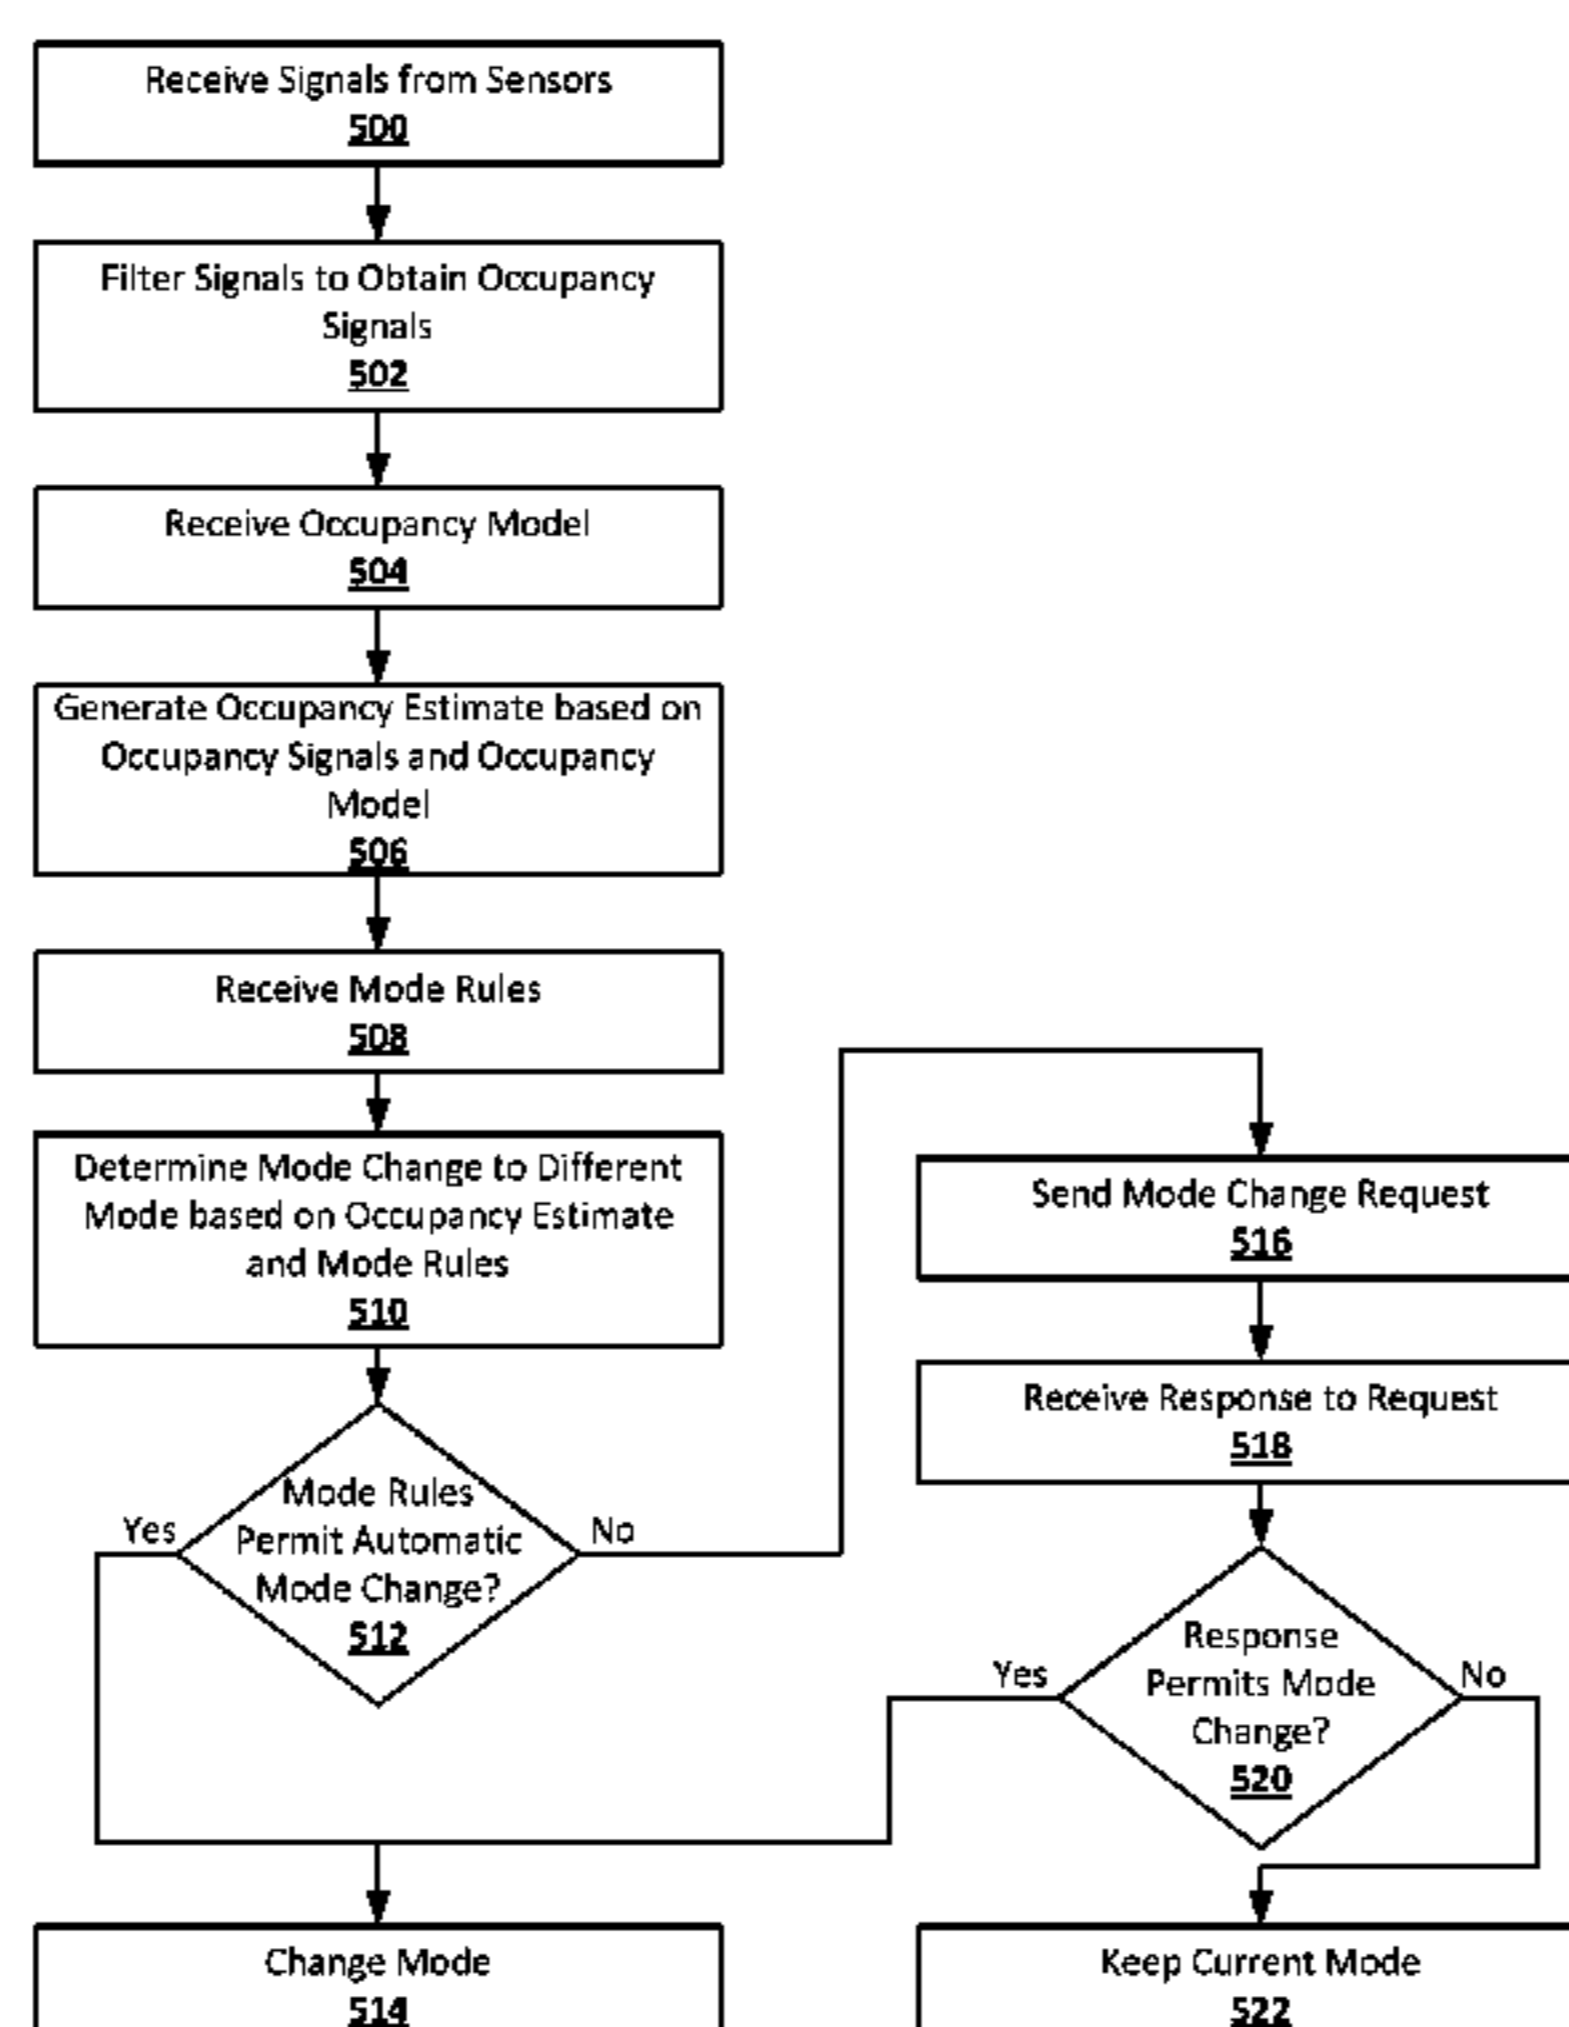 Receive Signals from Sensors
500
Filter Signals to Obtain Occupancy
Signals
502
Receive Occupancy Model
504
Generate Occupancy Estimate based on
Occupancy Signals and Occupancy
Model
506
Receive Mode Rules
508
Determine Mode Change to Different
Mode based on Occupancy Estimate
and Mode Rules
510
Mode Rules
Permit Automatic
Mode Change?
512
Yes
No
Send Mode Change Request
516
Receive Response to Request
518
Response
Permits Mode
Change?
520
Yes
No
Change Mode
514
Keep Current Mode
522